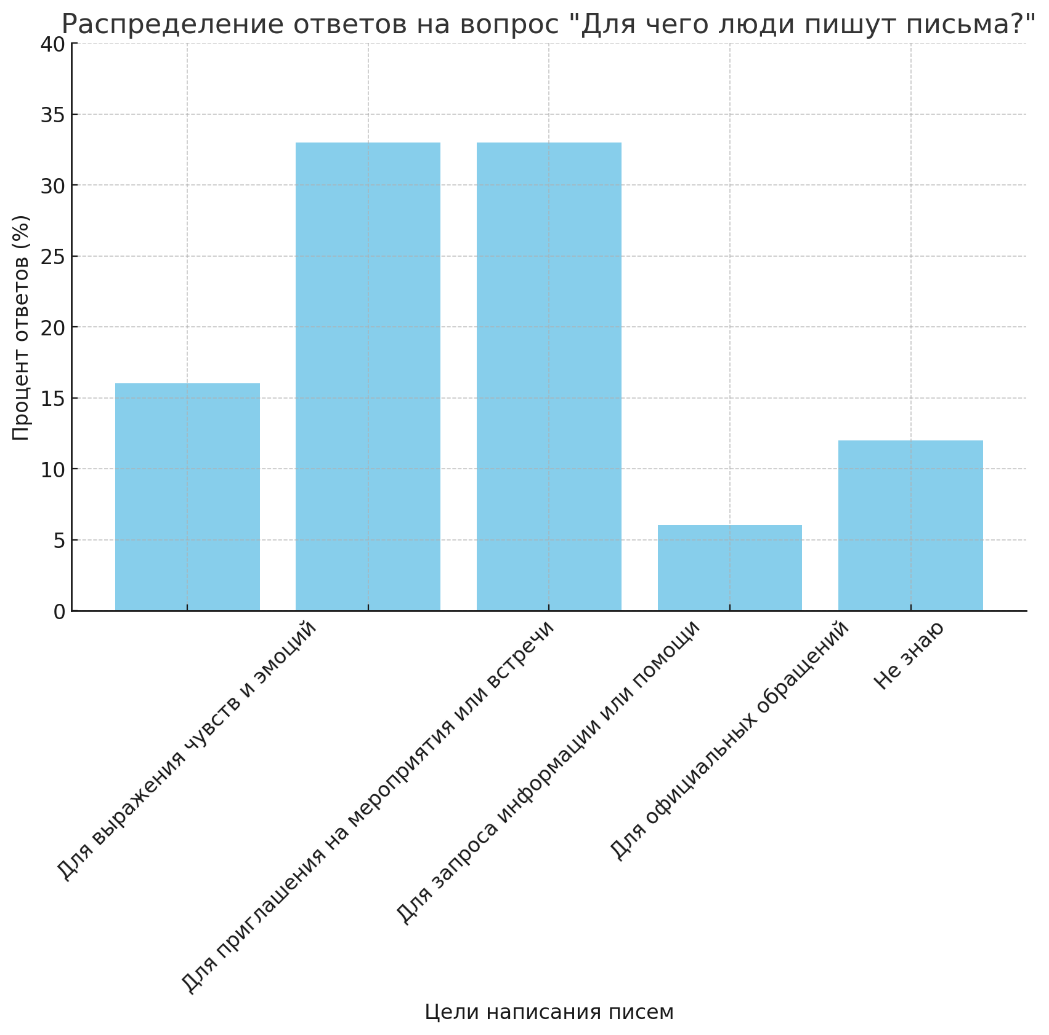 Распределение ответов на вопрос "Для чего люди пишут письма?"
Процент ответов (%)
40
35
30
25
20
15
10
5
0
Для выражения чувств и эмоций
Для приглашения на мероприятия или встречи
Для запроса информации или помощи
Для официальных обращений
Не знаю
Цели написания писем